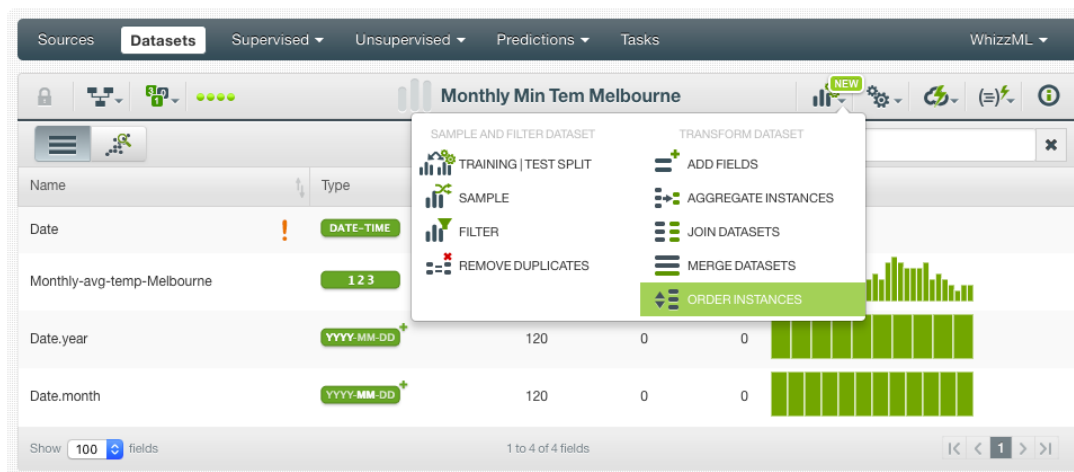 Sources Datasets Supervised Unsupervised Predictions Tasks WhizzML
Monthly Min Tem Melbourne NEW
SAMPLE AND FILTER DATASET TRANSFORM DATASET
TRAINING | TEST SPLIT ADD FIELDS
SAMPLE AGGREGATE INSTANCES
FILTER JOIN DATASETS
REMOVE DUPLICATES MERGE DATASETS
ORDER INSTANCES
Name Type
Date ! DATE-TIME
Monthly-avg-temp-Melbourne 123
Date.year YYYY-MM-DD 120 0 0
Date.month YYYY-MM-DD 120 0 0
Show 100 fields 1 to 4 of 4 fields 1